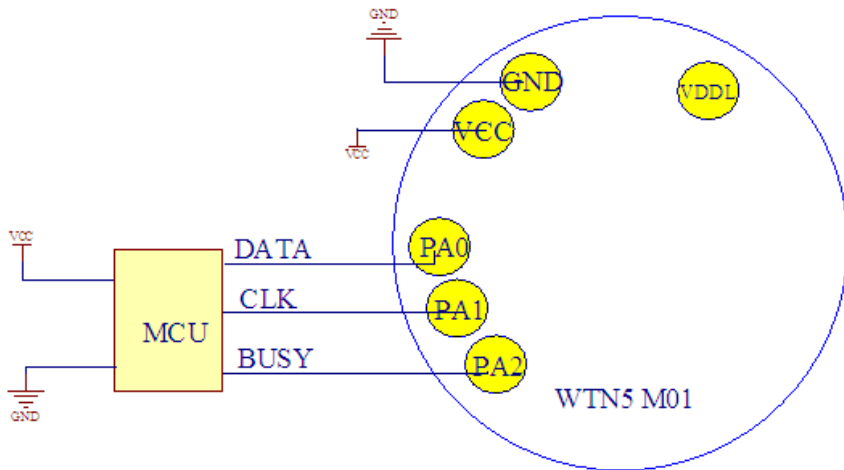 GND
GND
VDDL
VCC
VCC
VCC
DATA
PA0
CLK
PA1
MCU
BUSY
PA2
GND
WTN5 M01